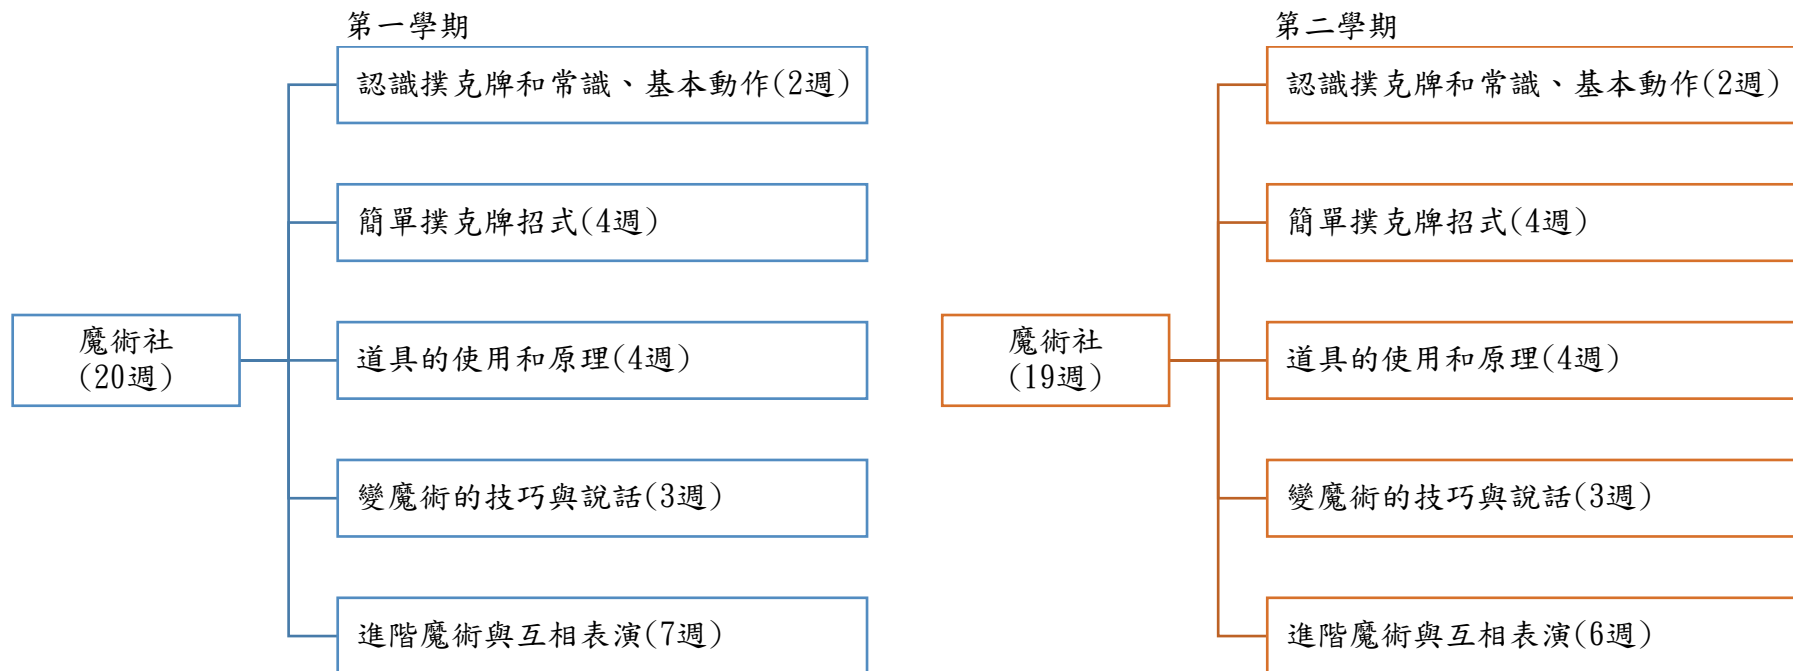 第一學期
認識撲克牌和常識、基本動作(2週)
簡單撲克牌招式(4週)
魔術社
(20週)
道具的使用和原理(4週)
變魔術的技巧與說話(3週)
進階魔術與互相表演(7週)
第二學期
認識撲克牌和常識、基本動作(2週)
簡單撲克牌招式(4週)
魔術社
(19週)
道具的使用和原理(4週)
變魔術的技巧與說話(3週)
進階魔術與互相表演(6週)